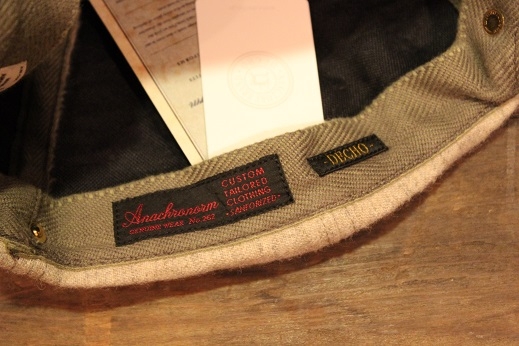 Anachronorm
GENUINE WEAR No.262
CUSTOM
TAILORED
CLOTHING
-SANFORIZED-
-DECHO-